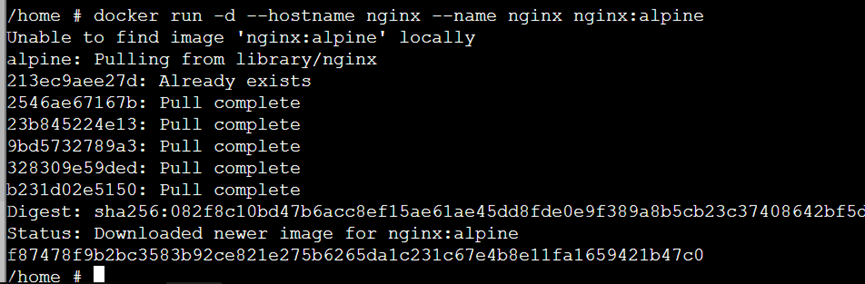 /home # docker run -d --hostname nginx --name nginx nginx:alpine
Unable to find image 'nginx:alpine' locally
alpine: Pulling from library/nginx
213ec9aee27d: Already exists
2546ae67167b: Pull complete
23b845224e13: Pull complete
9bd5732789a3: Pull complete
328309e59ded: Pull complete
b231d02e5150: Pull complete
Digest: sha256:082f8c10bd47b6acc8ef15ae61ae45dd8fde0e9f389a8b5cb23c37408642bf5d
Status: Downloaded newer image for nginx:alpine
f87478f9b2bc3583b92ce821e275b6265da1c231c67e4b8e11fa1659421b47c0
/home #